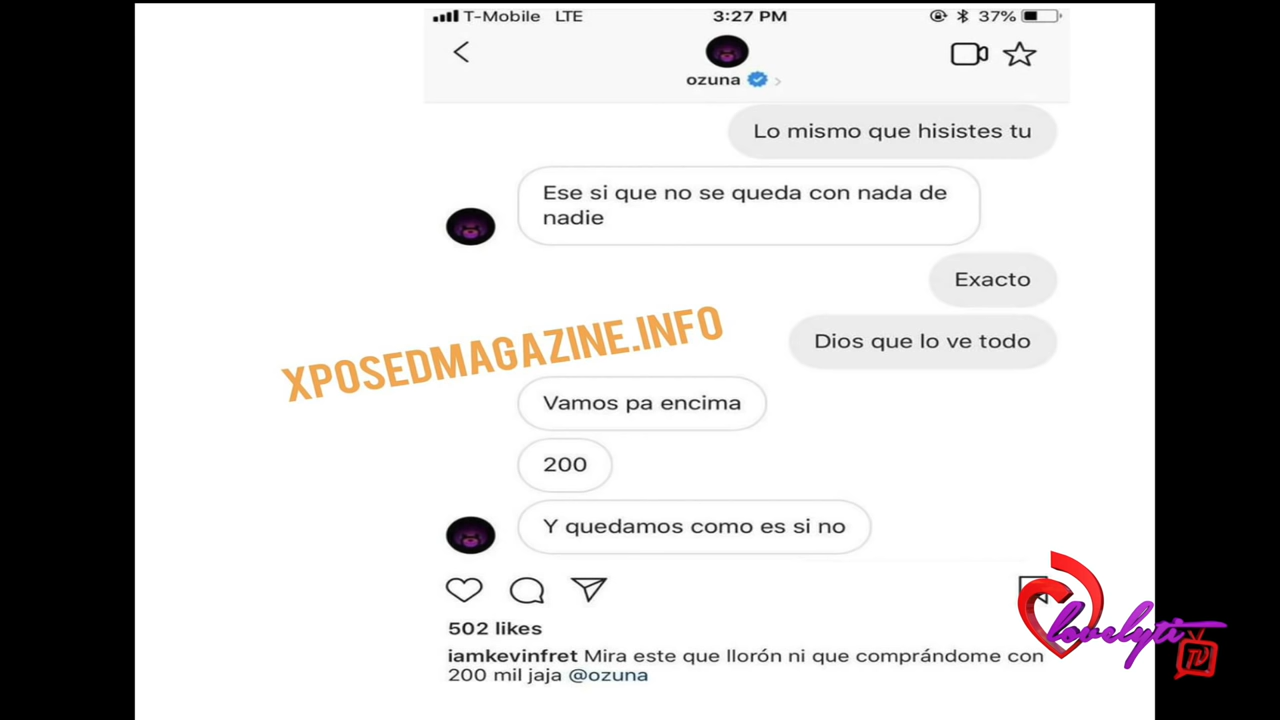 T-Mobile LTE 3:27 PM 37%
ozuna
Lo mismo que hisistes tu
Ese si que no se queda con nada de
nadie
Exacto
Dios que lo ve todo
XPOSEDMAGAZINE.INFO
Vamos pa encima
200
Y quedamos como es si no
502 likes
iamkevinfret Mira este que llorón ni que comprándome con
200 mil jaja @ozuna
lovelyti
TV